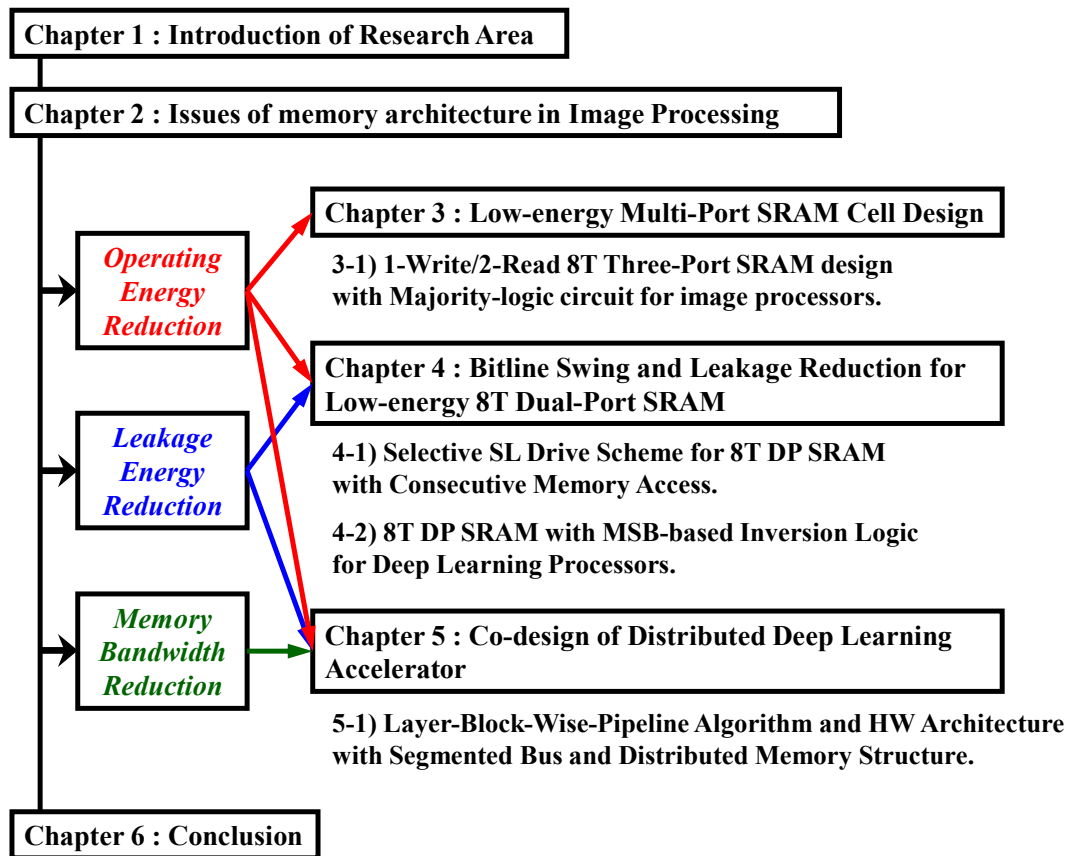 Chapter 1 : Introduction of Research Area
Chapter 2 : Issues of memory architecture in Image Processing
Operating
Energy
Reduction
Chapter 3 : Low-energy Multi-Port SRAM Cell Design
3-1) 1-Write/2-Read 8T Three-Port SRAM design
with Majority-logic circuit for image processors.
Leakage
Energy
Reduction
Chapter 4 : Bitline Swing and Leakage Reduction for
Low-energy 8T Dual-Port SRAM
4-1) Selective SL Drive Scheme for 8T DP SRAM
with Consecutive Memory Access.
4-2) 8T DP SRAM with MSB-based Inversion Logic
for Deep Learning Processors.
Memory
Bandwidth
Reduction
Chapter 5 : Co-design of Distributed Deep Learning
Accelerator
5-1) Layer-Block-Wise-Pipeline Algorithm and HW Architecture
with Segmented Bus and Distributed Memory Structure.
Chapter 6 : Conclusion